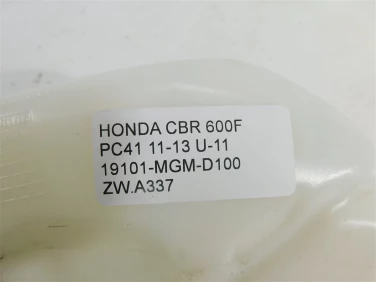 HONDA CBR 600F
PC41 11-13 U-11
19101-MGM-D100
ZW.A337